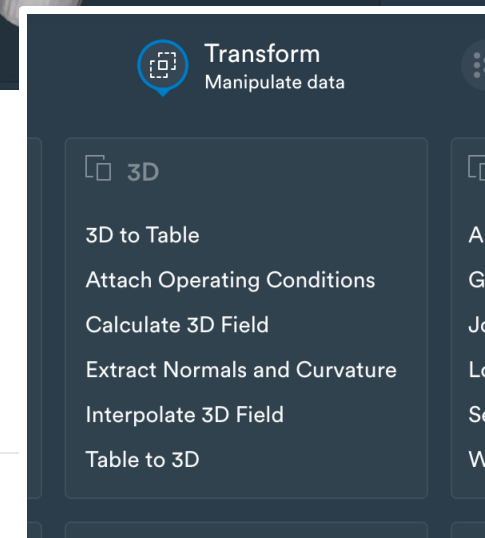 Transform
Manipulate data
3D
3D to Table
Attach Operating Conditions
Calculate 3D Field
Extract Normals and Curvature
Interpolate 3D Field
Table to 3D